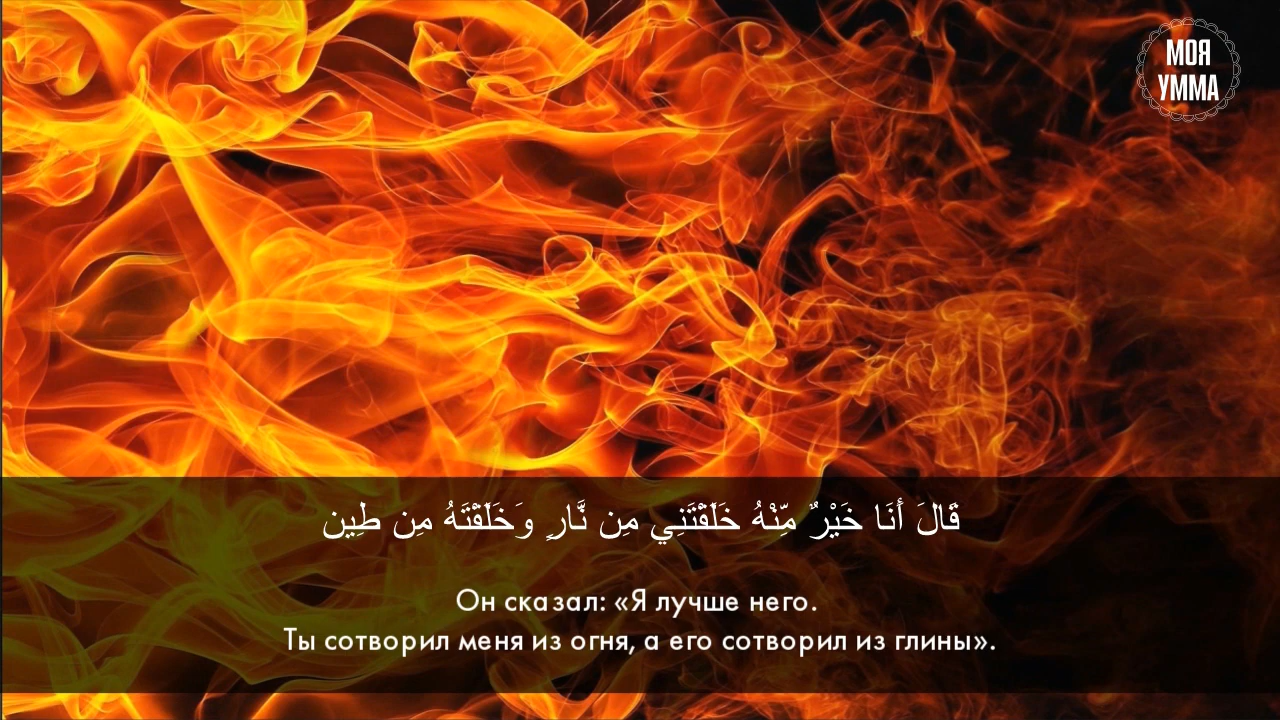 МОЯ
УММА
قَالَ أَنَا خَيْرٌ مِّنْهُ خَلَقْتَنِي مِن نَّارٍ وَخَلَقْتَهُ مِن طِين
Он сказал: «Я лучше него.
Ты сотворил меня из огня, а его сотворил из глины».